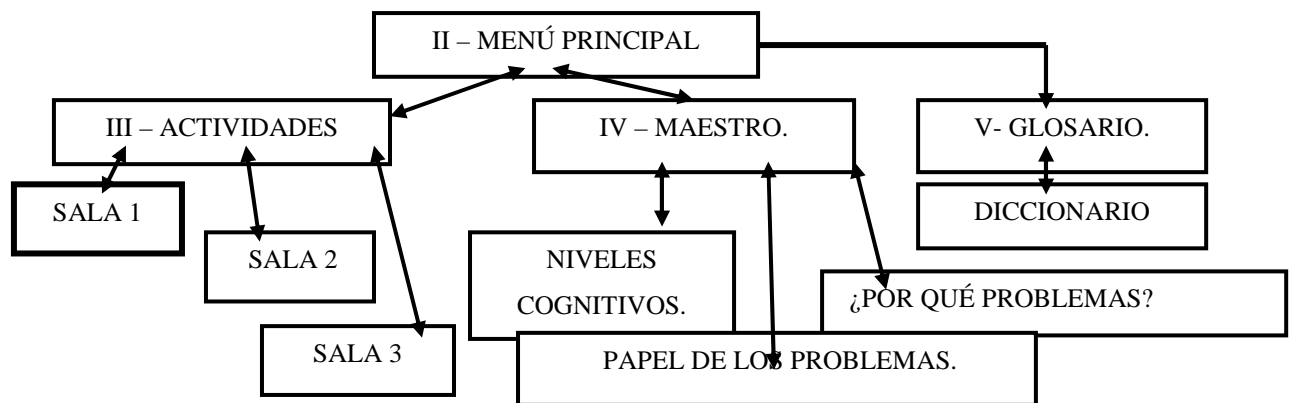 II – MENÚ PRINCIPAL
III – ACTIVIDADES
IV – MAESTRO.
V- GLOSARIO.
SALA 1
DICCIONARIO
SALA 2
NIVELES
COGNITIVOS.
¿POR QUÉ PROBLEMAS?
SALA 3
PAPEL DE LOS PROBLEMAS.